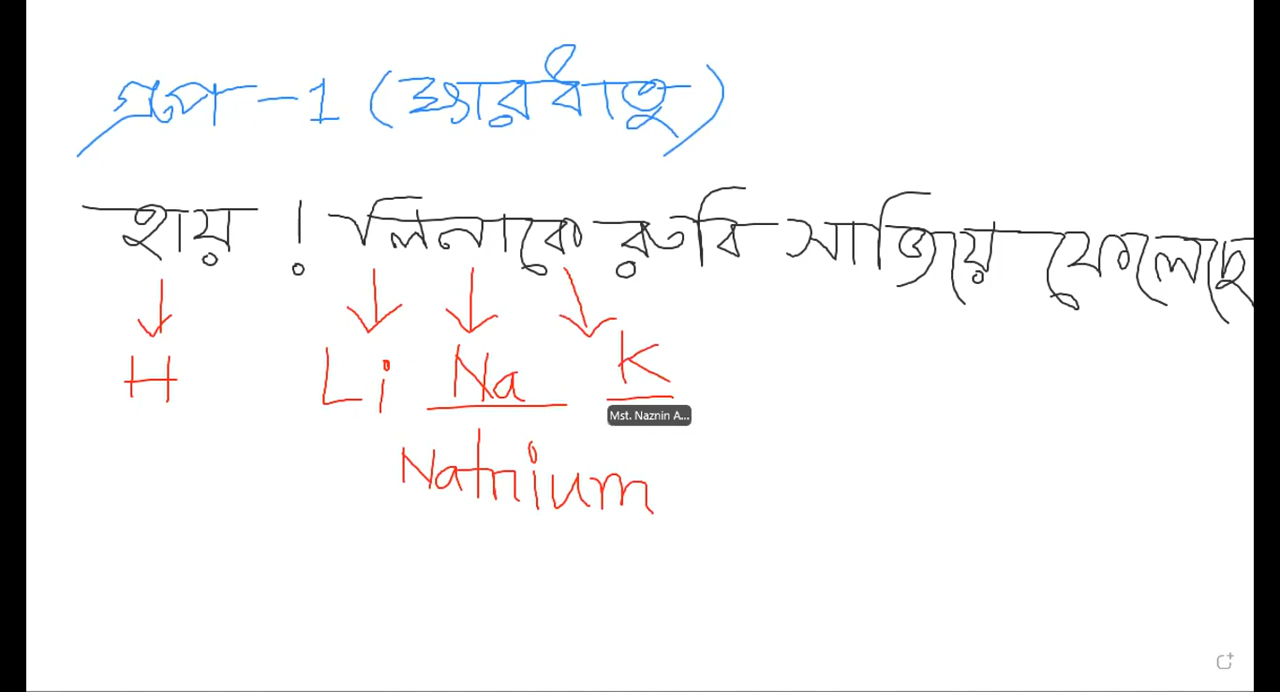 গ্রুপ -1 (ক্ষারধাতু)
হায় ! লিনাকে রুবি সাজিয়ে ফেলেছে
H Li Na K
Mst. Naznin A...
Natrium